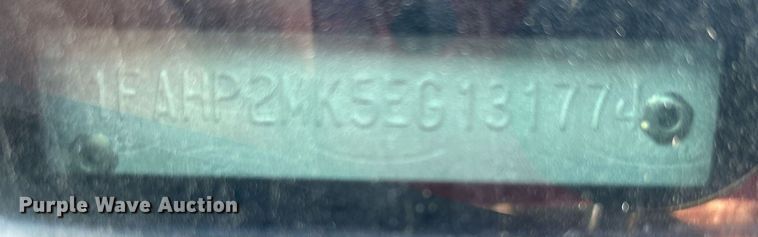 1FAHP2MK5EG131774
Purple Wave Auction